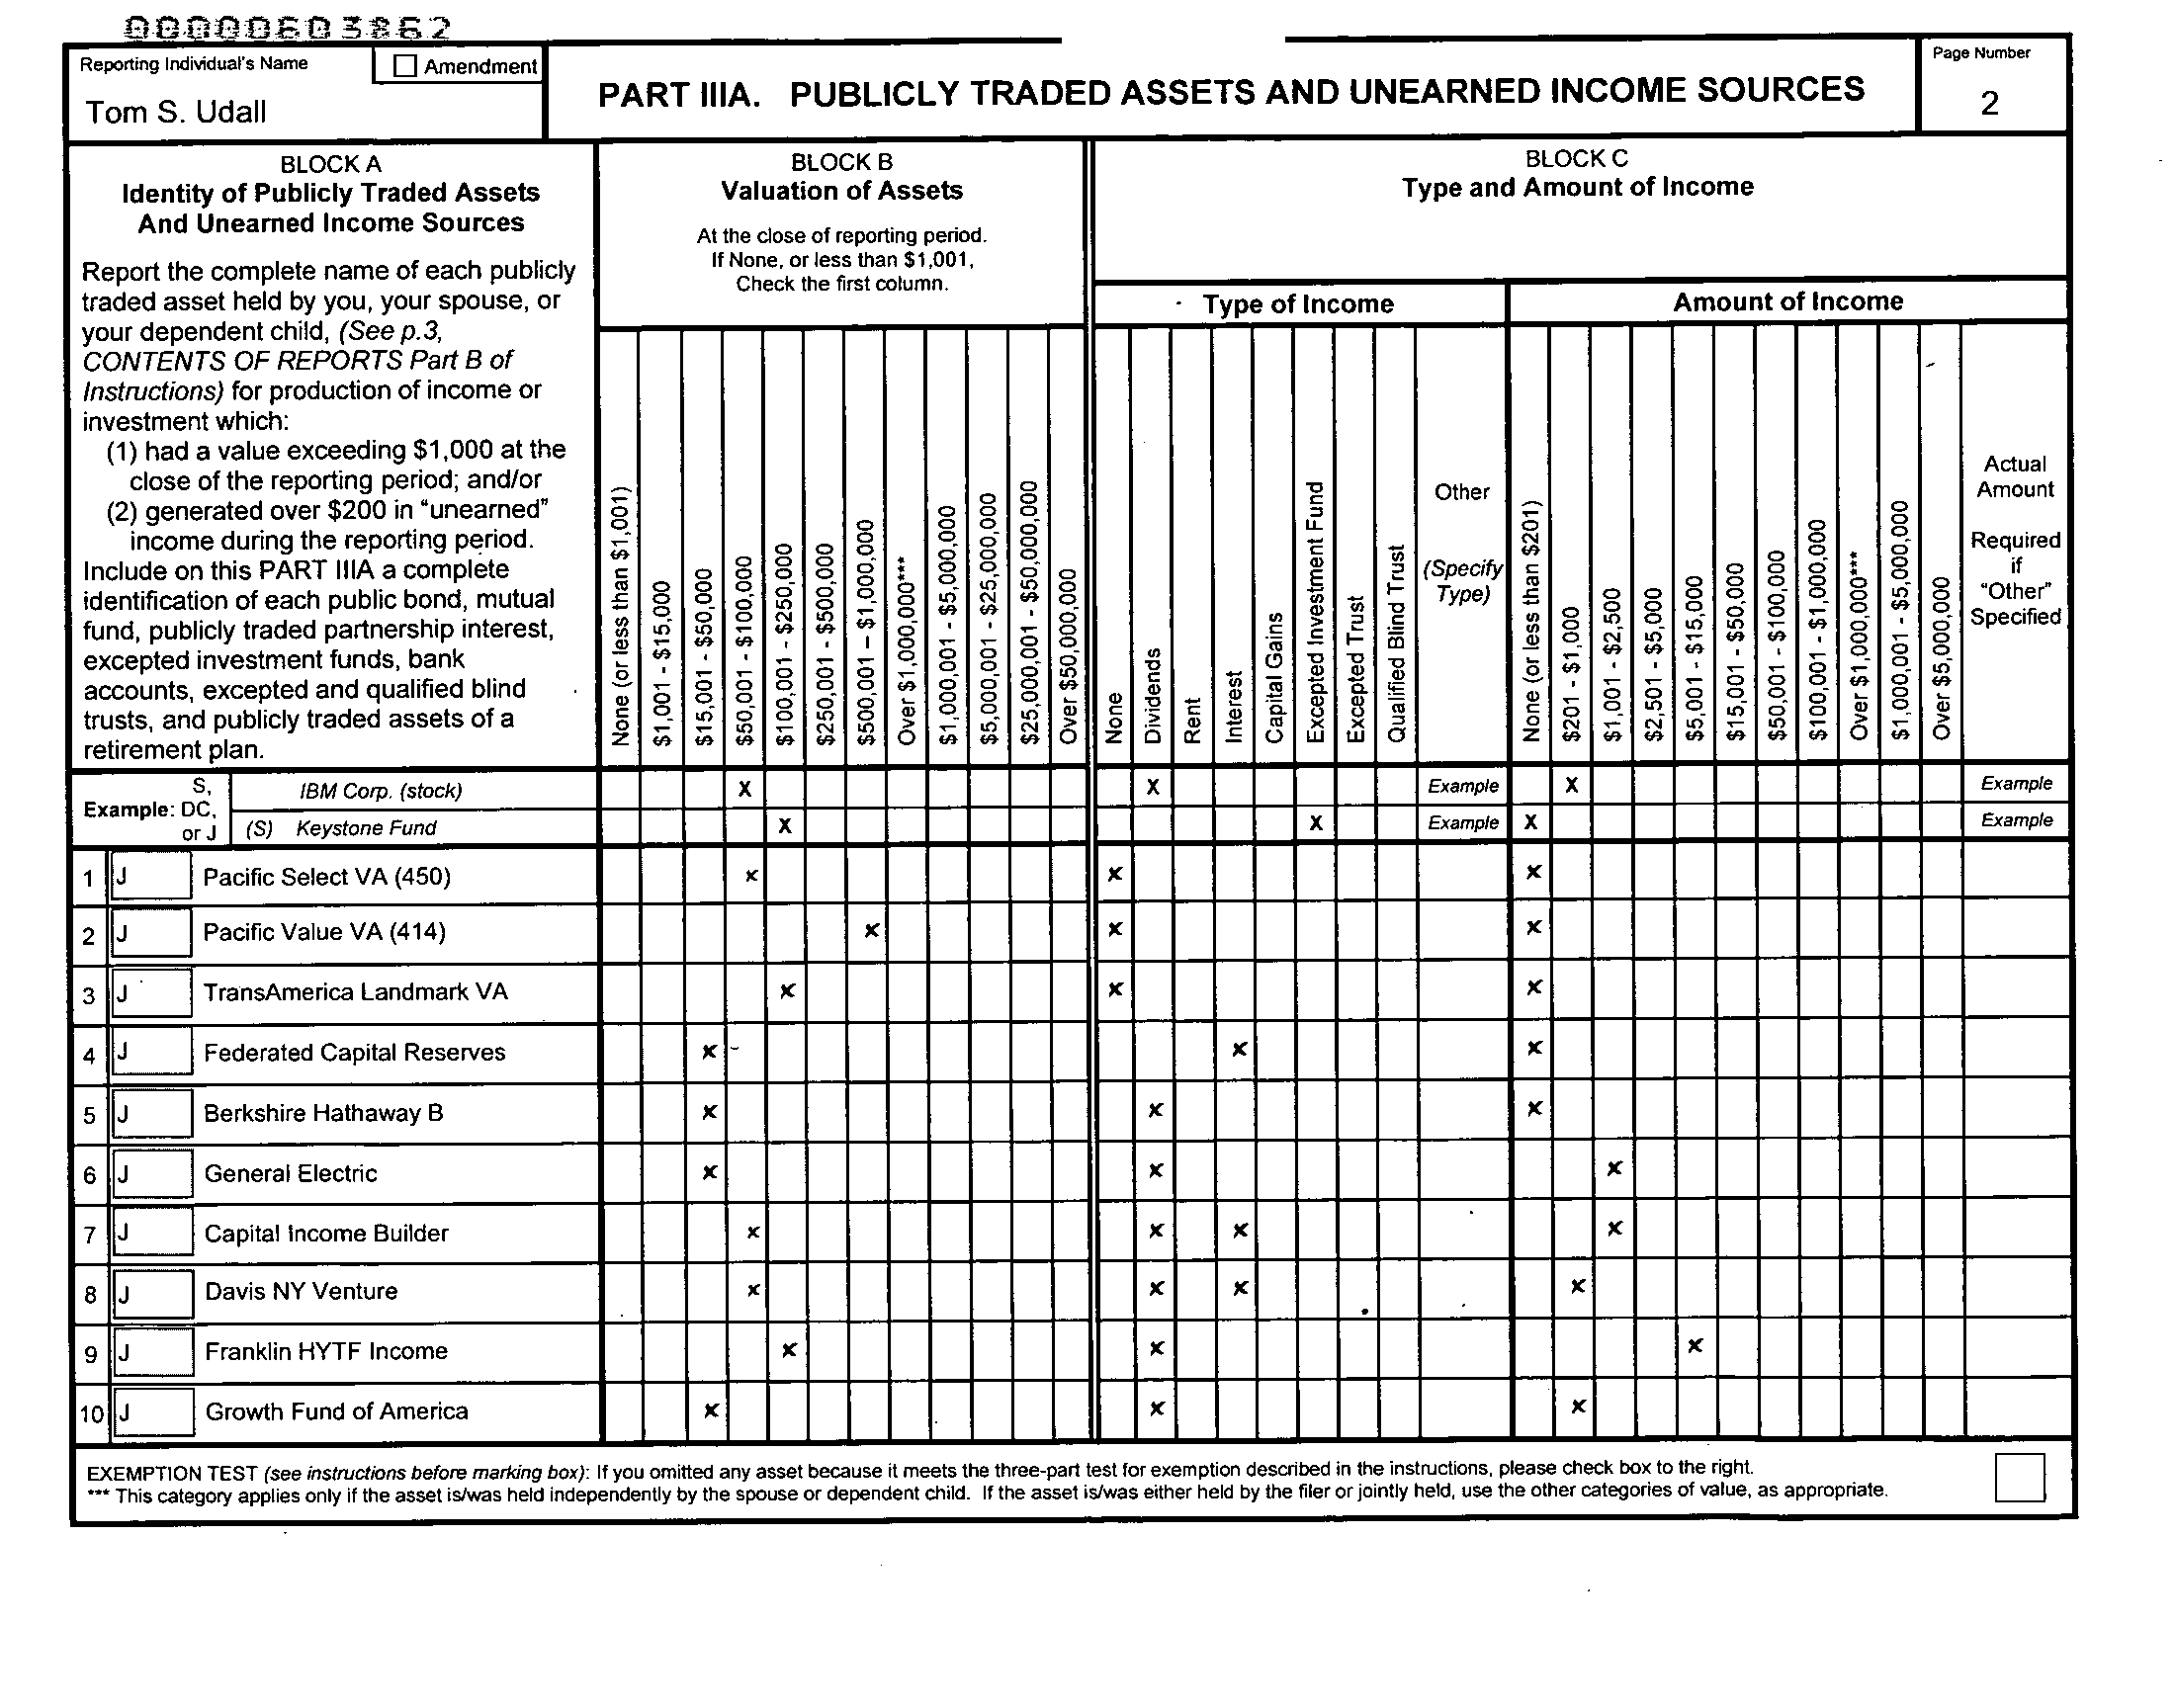 00000603862
Reporting Individual's Name
Amendment
Tom S. Udall
PART IIIA. PUBLICLY TRADED ASSETS AND UNEARNED INCOME SOURCES
Page Number
2
BLOCK A
Identity of Publicly Traded Assets
And Unearned Income Sources
Report the complete name of each publicly
traded asset held by you, your spouse, or
your dependent child, (See p.3,
CONTENTS OF REPORTS Part B of
Instructions) for production of income or
investment which:
(1) had a value exceeding $1,000 at the
close of the reporting period; and/or
(2) generated over $200 in "unearned"
income during the reporting period.
Include on this PART IIIA a complete
identification of each public bond, mutual
fund, publicly traded partnership interest,
excepted investment funds, bank
accounts, excepted and qualified blind
trusts, and publicly traded assets of a
retirement plan.
BLOCK B
Valuation of Assets
At the close of reporting period.
If None, or less than $1,001,
Check the first column.
None (or less than $1,001)
$1,001 - $15,000
$15,001 - $50,000
$50,001 - $100,000
$100,001 - $250,000
$250,001 - $500,000
$500,001 – $1,000,000
Over $1,000,000***
$1,000,001 - $5,000,000
$5,000,001 - $25,000,000
$25,000,001 - $50,000,000
Over $50,000,000
BLOCK C
Type and Amount of Income
Type of Income
None
Dividends
Rent
Interest
Capital Gains
Excepted Investment Fund
Excepted Trust
Qualified Blind Trust
Other
(Specify
Type)
Amount of Income
None (or less than $201)
$201 - $1,000
$1,001 - $2,500
$2,501 - $5,000
$5,001 - $15,000
$15,001 - $50,000
$50,001 - $100,000
$100,001 - $1,000,000
Over $1,000,000***
$1,000,001 - $5,000,000
Over $5,000,000
Actual
Amount
Required
if
"Other"
Specified
Example: S, DC, or J
IBM Corp. (stock) X X Example X Example
(S) Keystone Fund X X Example X Example
1 J Pacific Select VA (450) x x x
2 J Pacific Value VA (414) x x x
3 J TransAmerica Landmark VA x x x
4 J Federated Capital Reserves x x x
5 J Berkshire Hathaway B x x x
6 J General Electric x x x
7 J Capital Income Builder x x x x
8 J Davis NY Venture x x x x
9 J Franklin HYTF Income x x x
10 J Growth Fund of America x x x
EXEMPTION TEST (see instructions before marking box): If you omitted any asset because it meets the three-part test for exemption described in the instructions, please check box to the right.
*** This category applies only if the asset is/was held independently by the spouse or dependent child. If the asset is/was either held by the filer or jointly held, use the other categories of value, as appropriate.